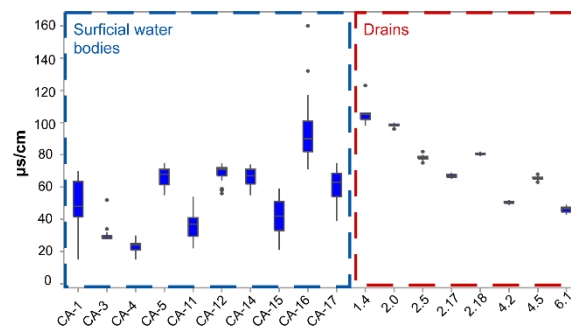 160
140
120
100
80
60
40
20
0
µs/cm
Surficial water
bodies
Drains
CA-1
CA-3
CA-4
CA-5
CA-11
CA-12
CA-14
CA-15
CA-16
CA-17
1.4
2.0
2.5
2.17
2.18
4.2
4.5
6.1